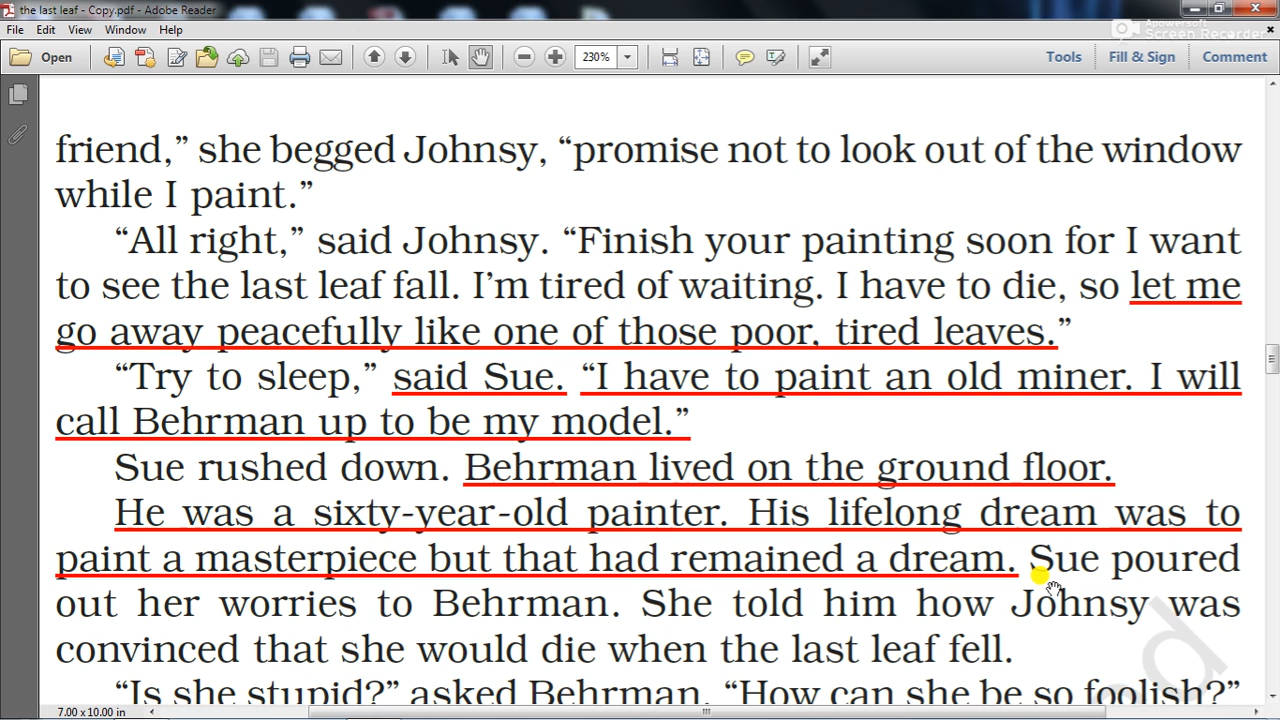 the last leaf - Copy.pdf - Adobe Reader
File Edit View Window Help
Apowersoft
Screen Recorder
Open 230% Tools Fill & Sign Comment
friend,” she begged Johnsy, “promise not to look out of the window
while I paint.”
“All right,” said Johnsy. “Finish your painting soon for I want
to see the last leaf fall. I’m tired of waiting. I have to die, so let me
go away peacefully like one of those poor, tired leaves.”
“Try to sleep,” said Sue. “I have to paint an old miner. I will
call Behrman up to be my model.”
Sue rushed down. Behrman lived on the ground floor.
He was a sixty-year-old painter. His lifelong dream was to
paint a masterpiece but that had remained a dream. Sue poured
out her worries to Behrman. She told him how Johnsy was
convinced that she would die when the last leaf fell.
“Is she stupid?” asked Behrman. “How can she be so foolish?”
7.00 x 10.00 in